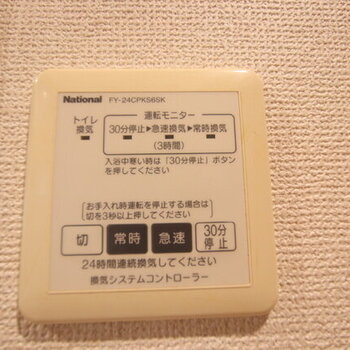 National FY-24CPKS6SK
トイレ換気
運転モニター
30分停止▶急速換気▶常時換気
(3時間)
入浴中寒い時は「30分停止」ボタン
を押してください
お手入れ時運転を停止する場合は
切を3秒以上押してください
切 常時 急速 30分停止
24時間連続換気してください
換気システムコントローラー